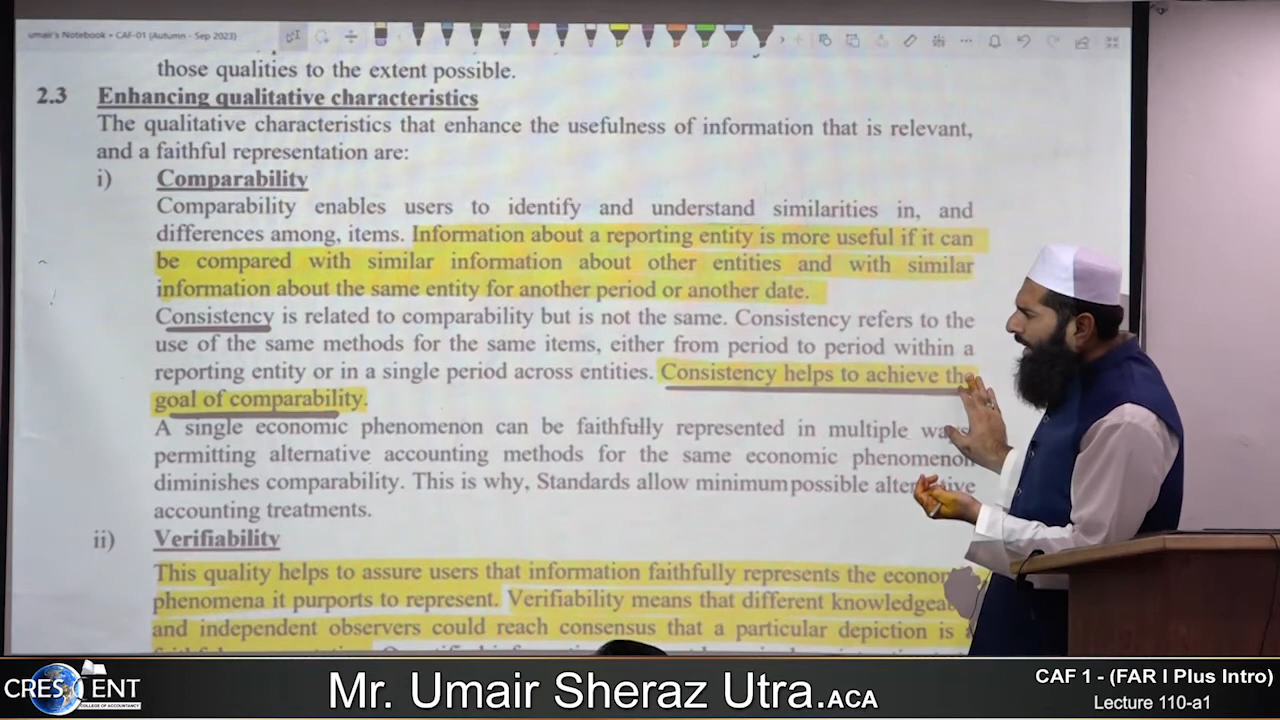 umair's Notebook • CAF-01 (Autumn - Sep 2023)
those qualities to the extent possible.
2.3 Enhancing qualitative characteristics
The qualitative characteristics that enhance the usefulness of information that is relevant,
and a faithful representation are:
i) Comparability
Comparability enables users to identify and understand similarities in, and
differences among, items. Information about a reporting entity is more useful if it can
be compared with similar information about other entities and with similar
information about the same entity for another period or another date.
Consistency is related to comparability but is not the same. Consistency refers to the
use of the same methods for the same items, either from period to period within a
reporting entity or in a single period across entities. Consistency helps to achieve the
goal of comparability.
A single economic phenomenon can be faithfully represented in multiple
permitting alternative accounting methods for the same economic phenomenon
diminishes comparability. This is why, Standards allow minimum possible
accounting treatments.
ii) Verifiability
This quality helps to assure users that information faithfully represents the
phenomena it purports to represent. Verifiability means that different
and independent observers could reach consensus that a particular depiction is
CRESCENT
COLLEGE OF ACCOUNTANCY
Mr. Umair Sheraz Utra.ACA
CAF 1 - (FAR I Plus Intro)
Lecture 110-a1